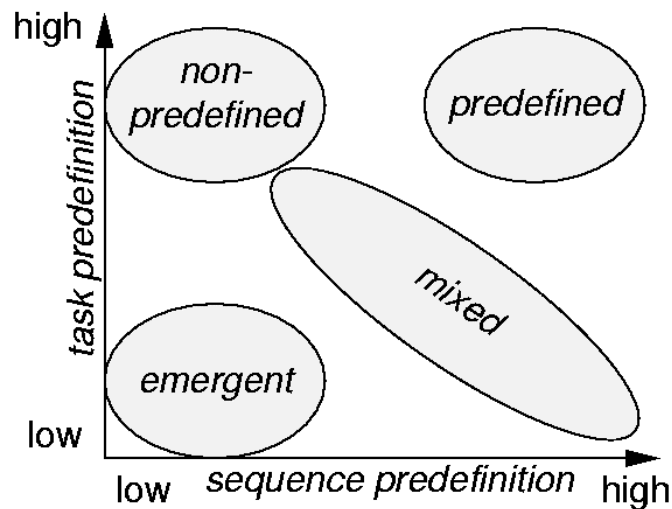 high
non-
predefined
predefined
task predefinition
mixed
emergent
low
low
sequence predefinition
high